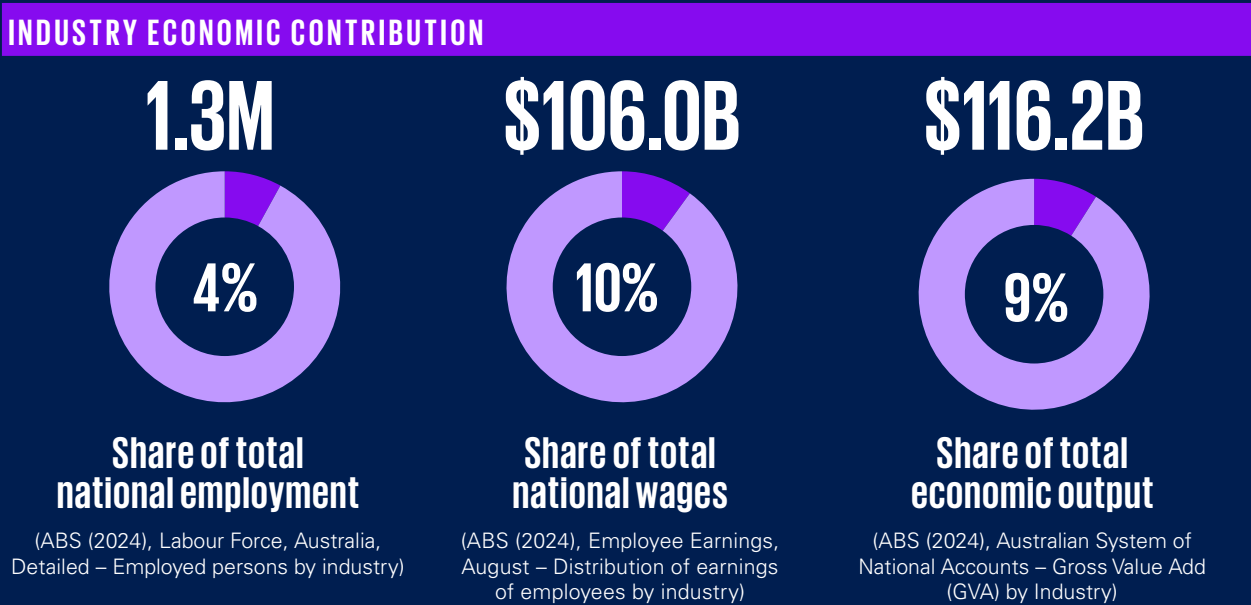 INDUSTRY ECONOMIC CONTRIBUTION
1.3M
4%
Share of total
national employment
(ABS (2024), Labour Force, Australia,
Detailed – Employed persons by industry)
$106.0B
10%
Share of total
national wages
(ABS (2024), Employee Earnings,
August – Distribution of earnings
of employees by industry)
$116.2B
9%
Share of total
economic output
(ABS (2024), Australian System of
National Accounts – Gross Value Add
(GVA) by Industry)